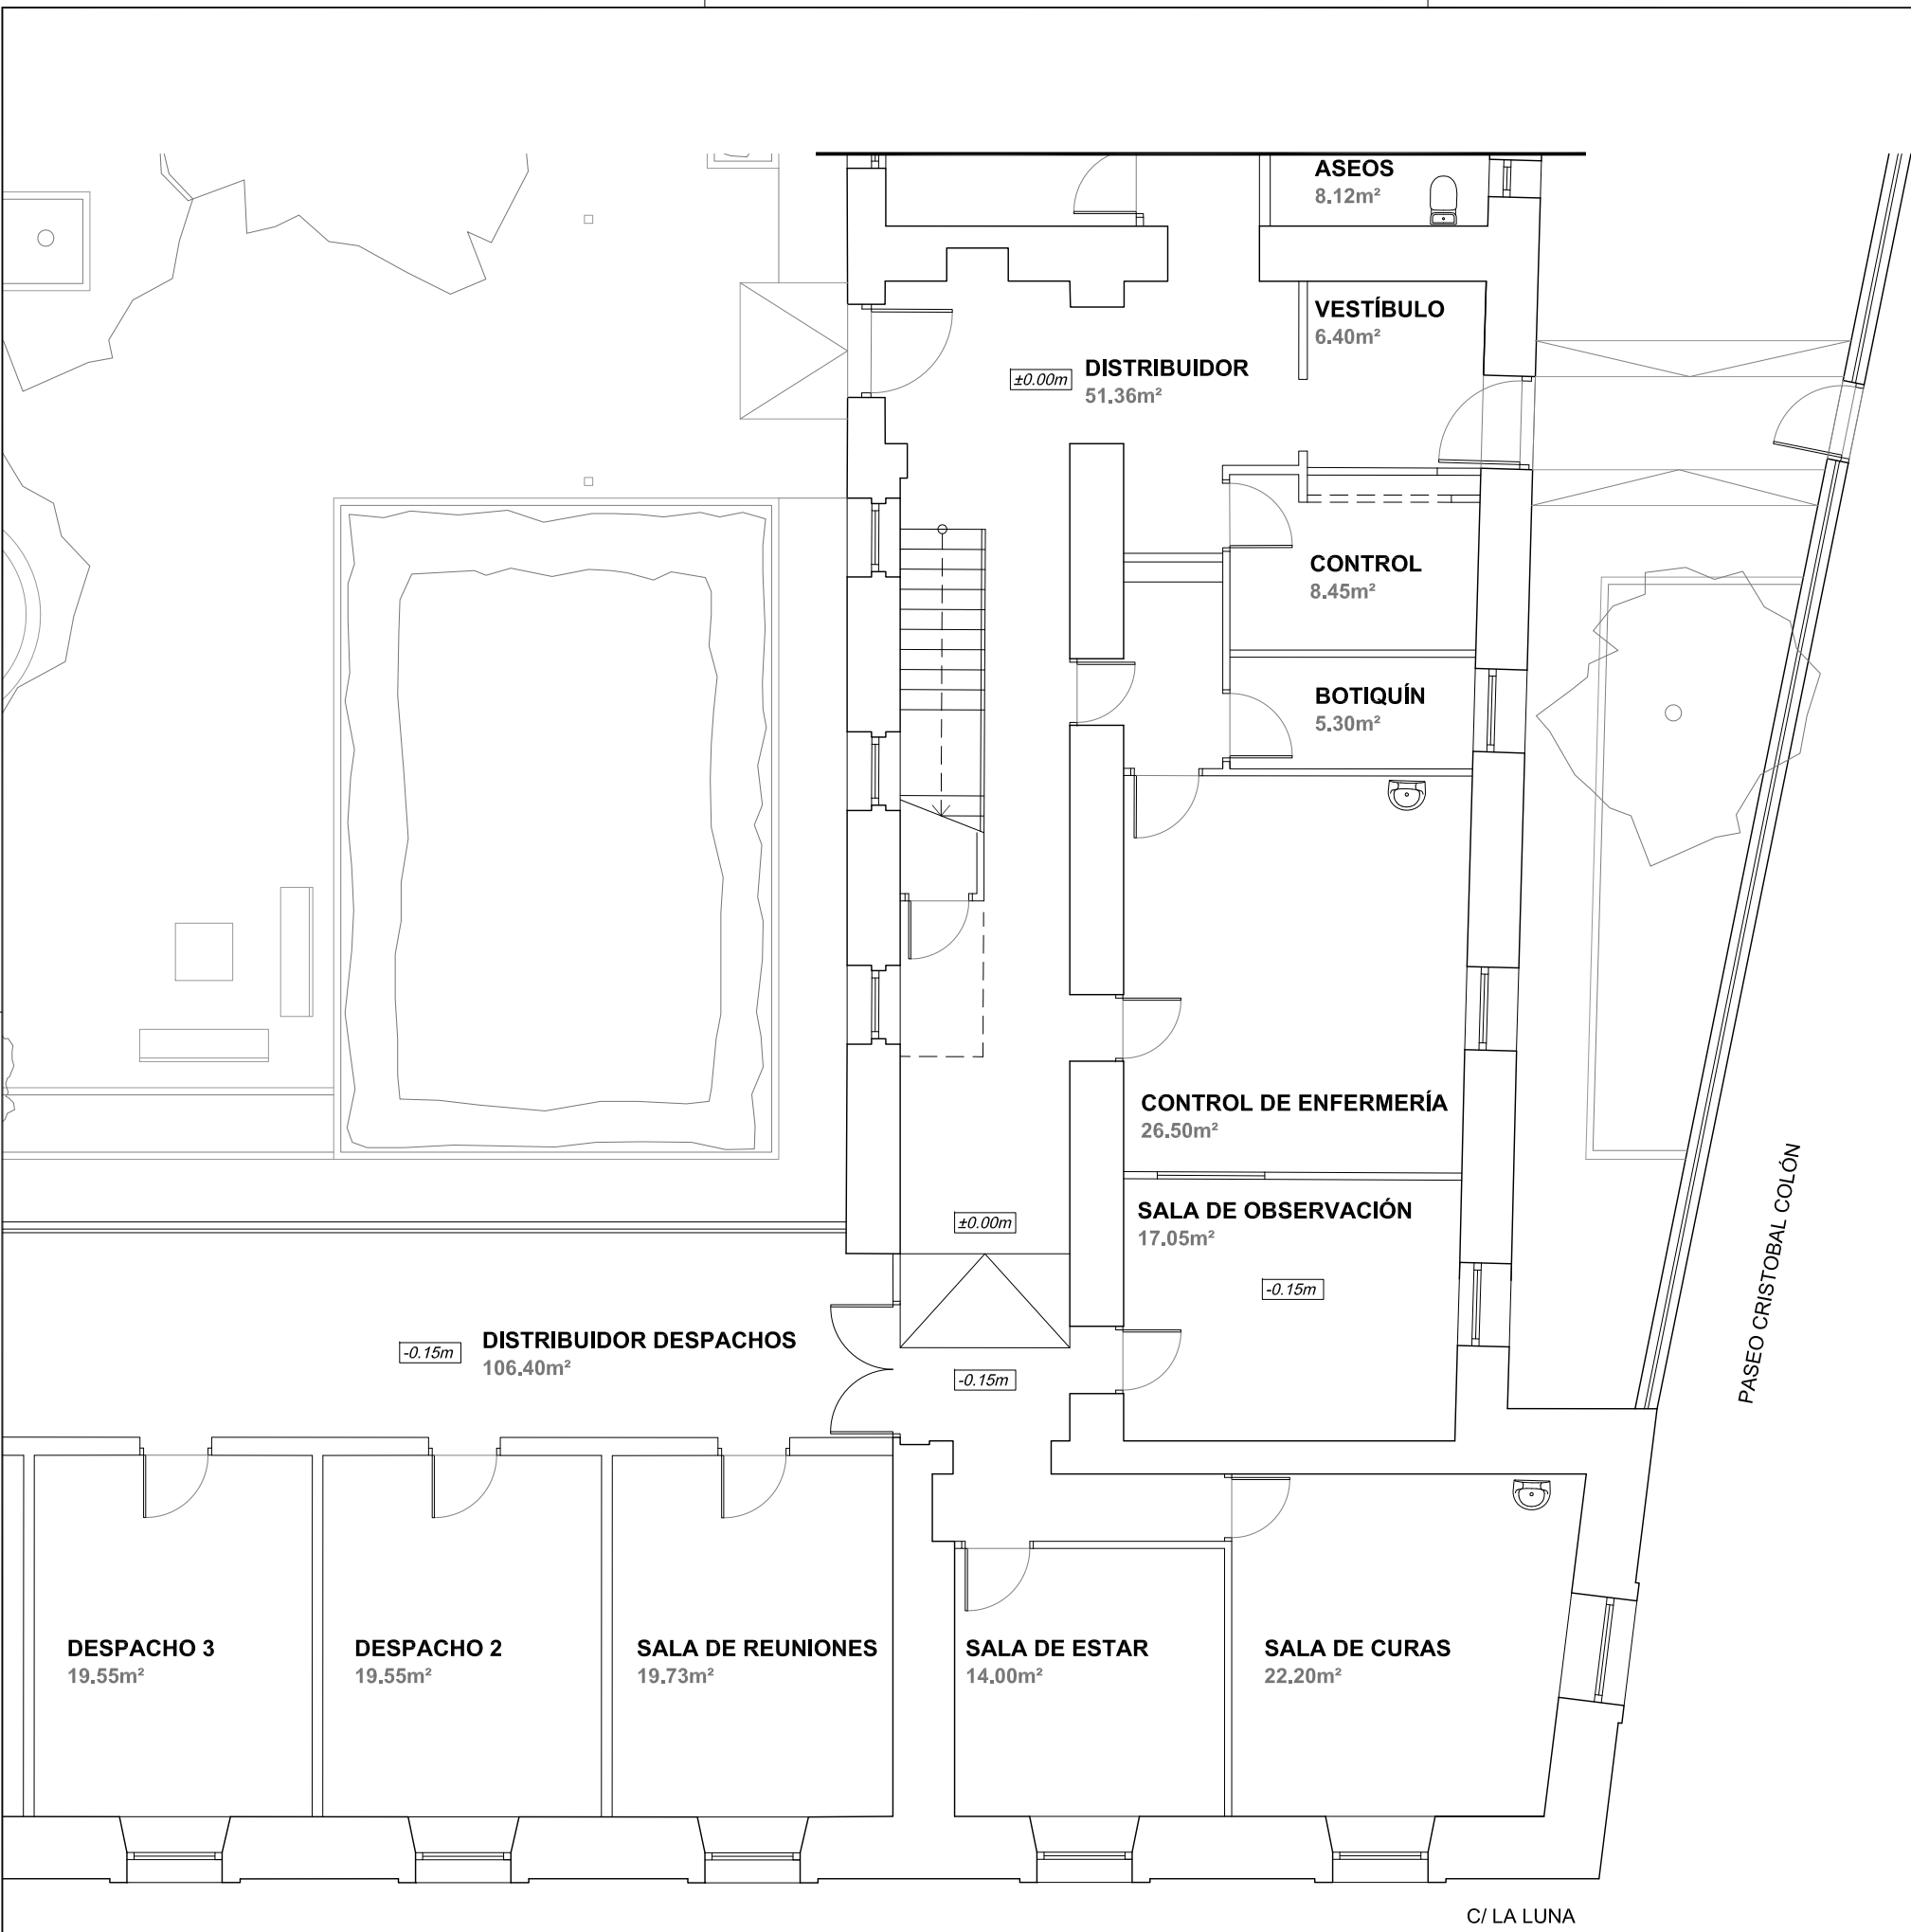 ASEOS
8.12m²
VESTÍBULO
6.40m²
±0.00m
DISTRIBUIDOR
51.36m²
CONTROL
8.45m²
BOTIQUÍN
5.30m²
CONTROL DE ENFERMERÍA
26.50m²
SALA DE OBSERVACIÓN
17.05m²
±0.00m
-0.15m
PASEO CRISTOBAL COLÓN
-0.15m
DISTRIBUIDOR DESPACHOS
106.40m²
-0.15m
DESPACHO 3
19.55m²
DESPACHO 2
19.55m²
SALA DE REUNIONES
19.73m²
SALA DE ESTAR
14.00m²
SALA DE CURAS
22.20m²
C/ LA LUNA